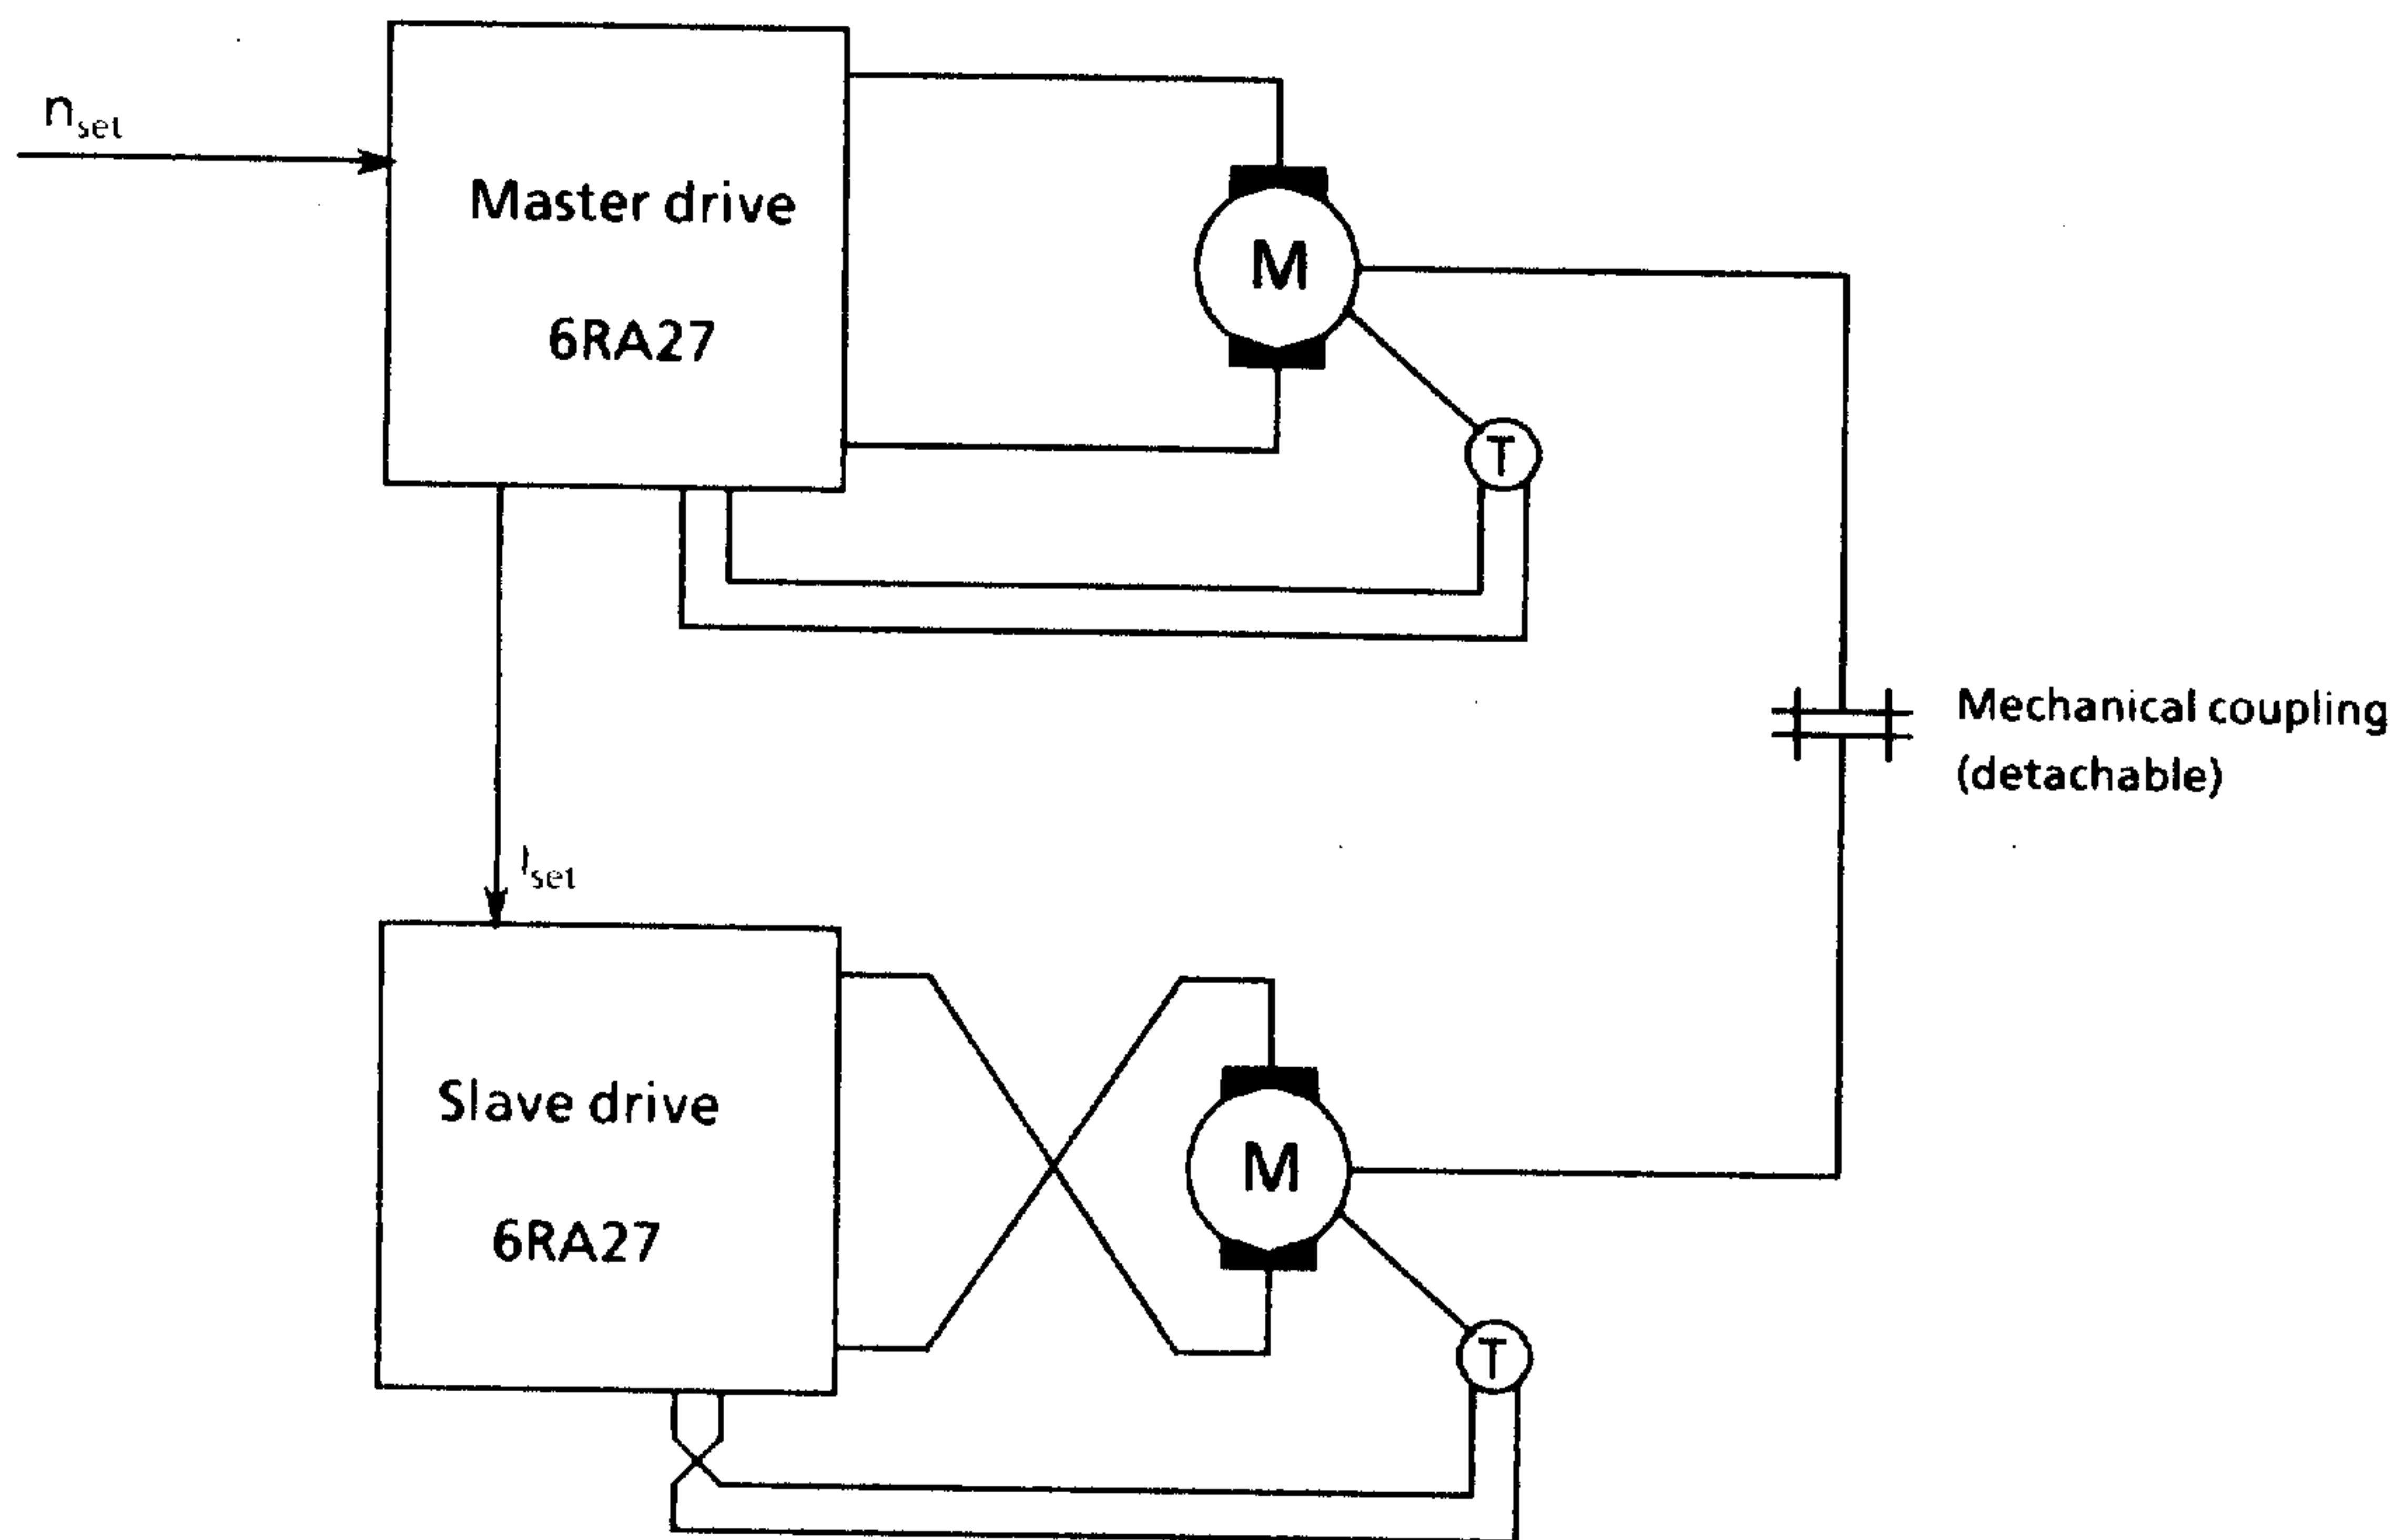 n_set
Master drive
6RA27
M
T
Mechanical coupling
(detachable)
I_set
Slave drive
6RA27
M
T